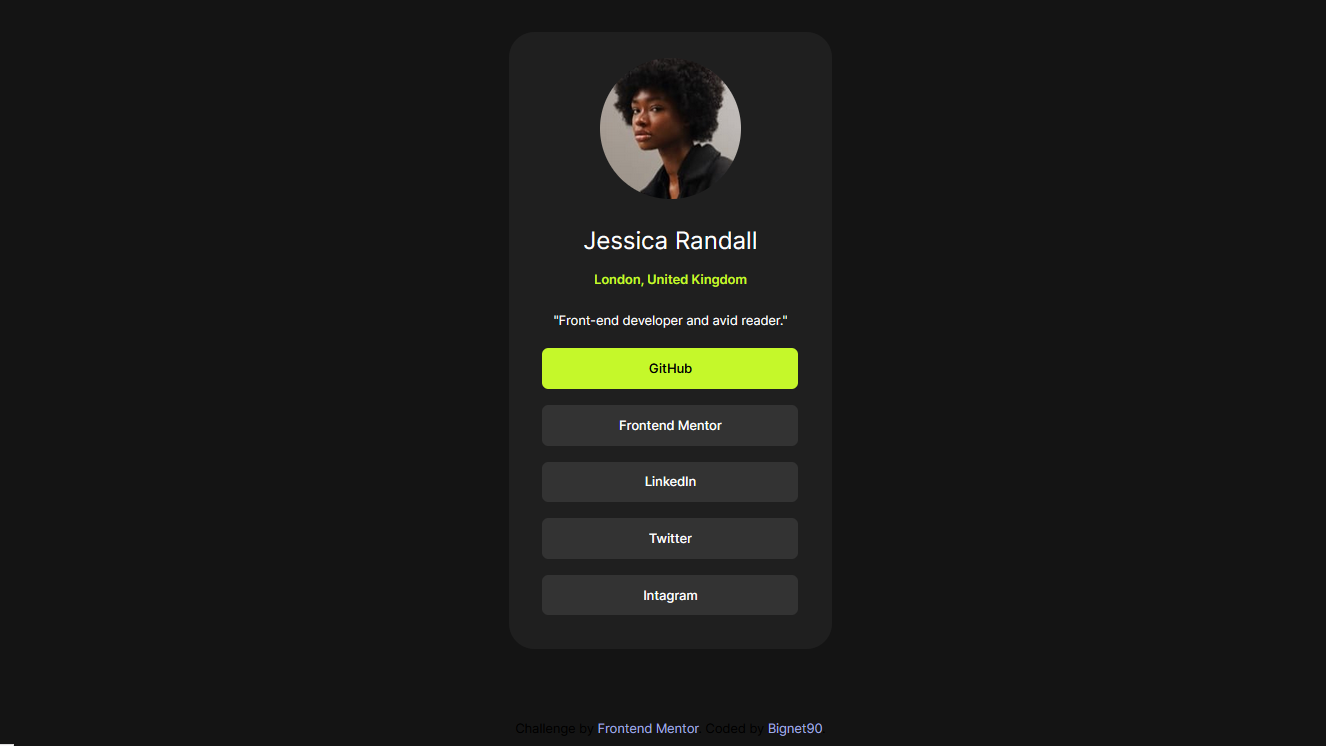 Jessica Randall
London, United Kingdom
"Front-end developer and avid reader."
GitHub
Frontend Mentor
LinkedIn
Twitter
Intagram
Challenge by Frontend Mentor. Coded by Bignet90